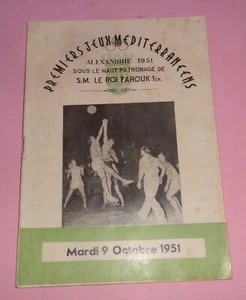 PREMIERS JEUX MEDITERRANEENS
ALEXANDRIE 1951
SOUS LE HAUT PATRONAGE DE
S.M. LE ROI FAROUK 1ER.
Mardi 9 Octobre 1951